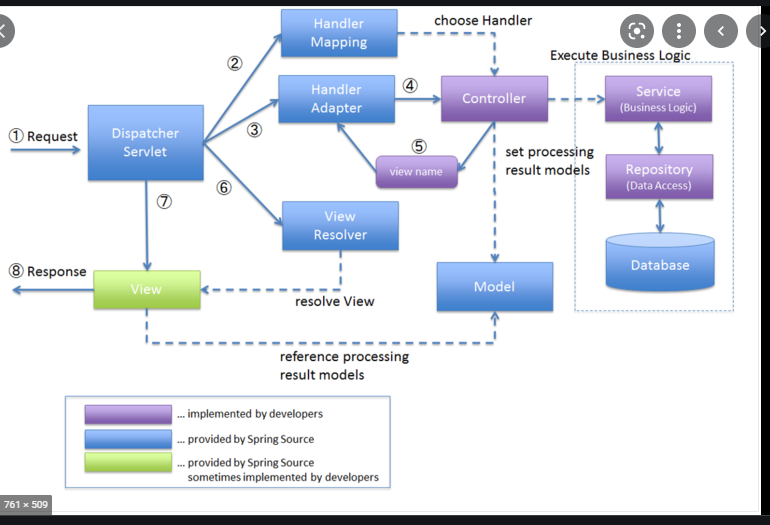 Handler
Mapping
choose Handler
②
Execute Business Logic
Handler
Adapter
④
Controller
Service
(Business Logic)
① Request
Dispatcher
Servlet
③
⑤
set processing
result models
view name
Repository
(Data Access)
⑥
⑦
View
Resolver
Database
⑧ Response
View
resolve View
Model
reference processing
result models
... implemented by developers
... provided by Spring Source
... provided by Spring Source
sometimes implemented by developers
761 × 509